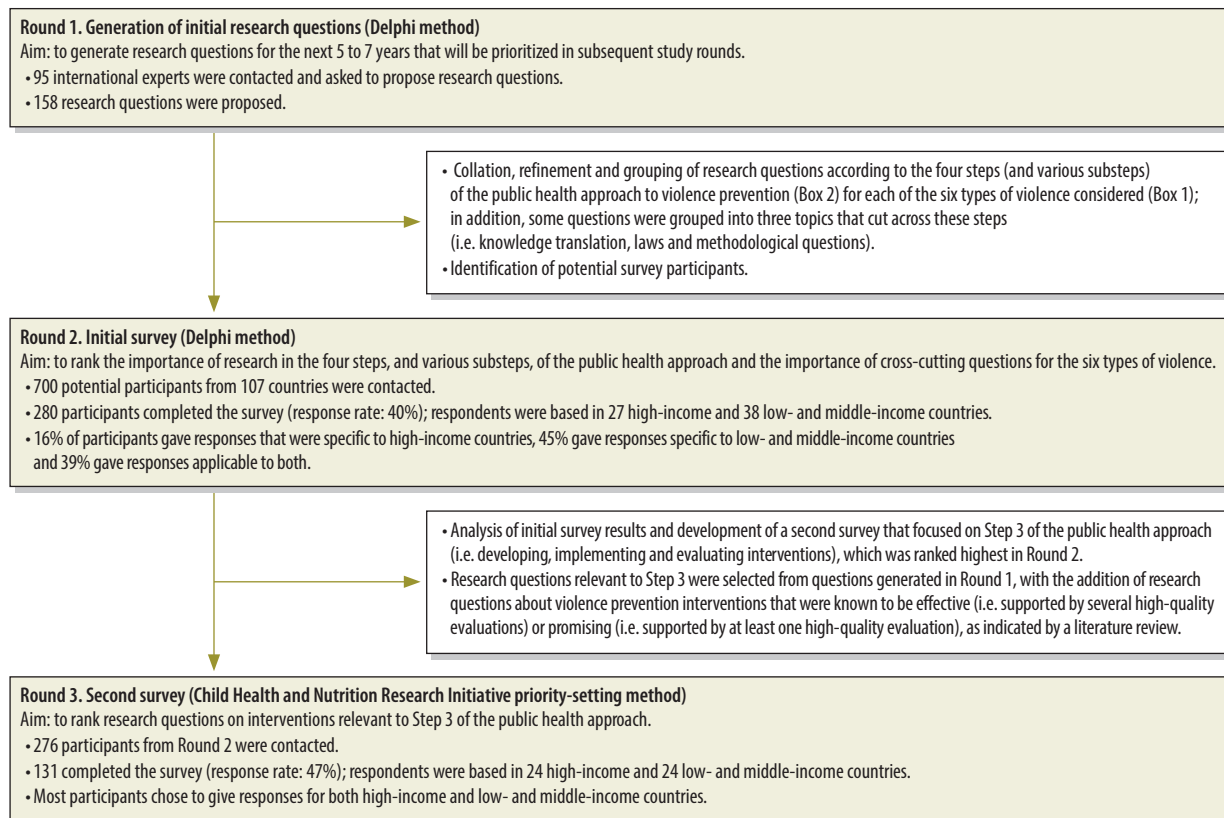 Round 1. Generation of initial research questions (Delphi method)
Aim: to generate research questions for the next 5 to 7 years that will be prioritized in subsequent study rounds.
• 95 international experts were contacted and asked to propose research questions.
• 158 research questions were proposed.
• Collation, refinement and grouping of research questions according to the four steps (and various substeps)
of the public health approach to violence prevention (Box 2) for each of the six types of violence considered (Box 1);
in addition, some questions were grouped into three topics that cut across these steps
(i.e. knowledge translation, laws and methodological questions).
• Identification of potential survey participants.
Round 2. Initial survey (Delphi method)
Aim: to rank the importance of research in the four steps, and various substeps, of the public health approach and the importance of cross-cutting questions for the six types of violence.
• 700 potential participants from 107 countries were contacted.
• 280 participants completed the survey (response rate: 40%); respondents were based in 27 high-income and 38 low- and middle-income countries.
• 16% of participants gave responses that were specific to high-income countries, 45% gave responses specific to low- and middle-income countries
and 39% gave responses applicable to both.
• Analysis of initial survey results and development of a second survey that focused on Step 3 of the public health approach
(i.e. developing, implementing and evaluating interventions), which was ranked highest in Round 2.
• Research questions relevant to Step 3 were selected from questions generated in Round 1, with the addition of research
questions about violence prevention interventions that were known to be effective (i.e. supported by several high-quality
evaluations) or promising (i.e. supported by at least one high-quality evaluation), as indicated by a literature review.
Round 3. Second survey (Child Health and Nutrition Research Initiative priority-setting method)
Aim: to rank research questions on interventions relevant to Step 3 of the public health approach.
• 276 participants from Round 2 were contacted.
• 131 completed the survey (response rate: 47%); respondents were based in 24 high-income and 24 low- and middle-income countries.
• Most participants chose to give responses for both high-income and low- and middle-income countries.